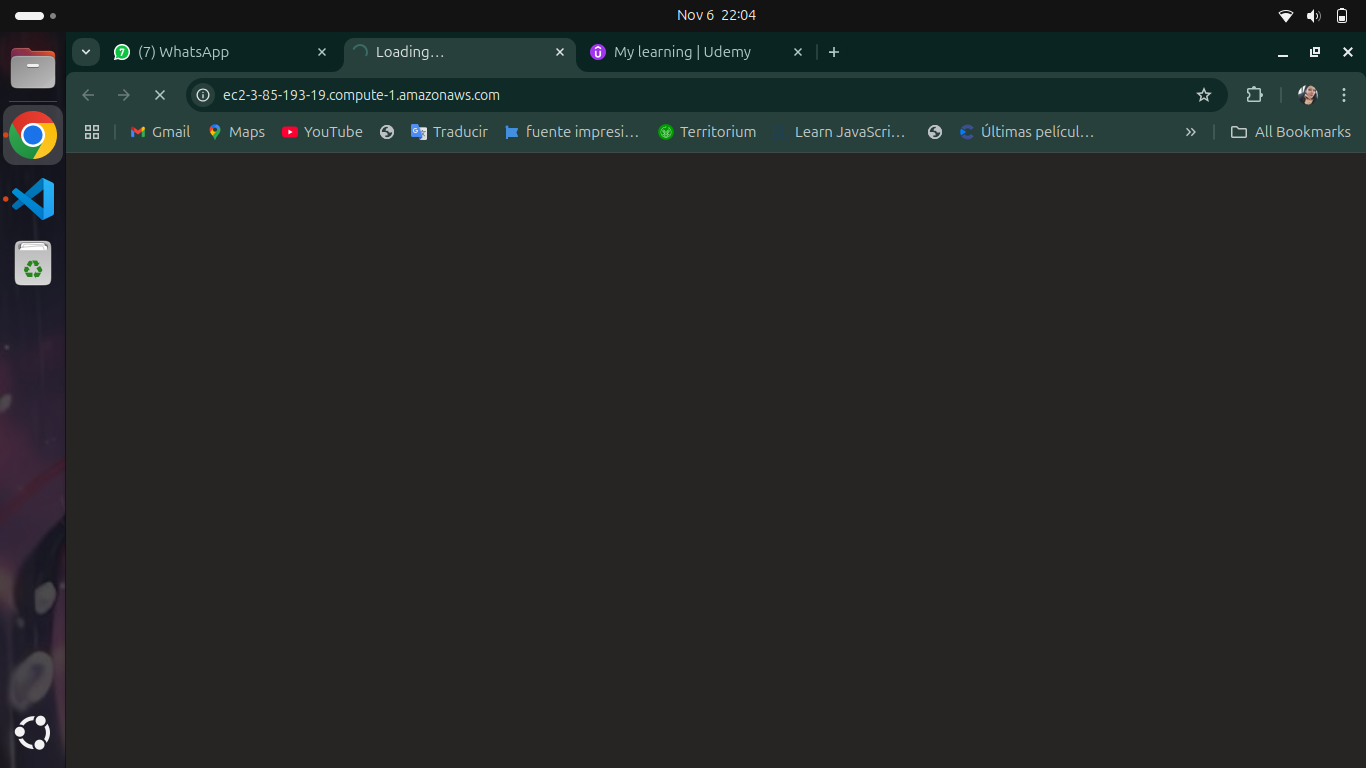 Nov 6 22:04
(7) WhatsApp
Loading…
My learning | Udemy
ec2-3-85-193-19.compute-1.amazonaws.com
Gmail
Maps
YouTube
Traducir
fuente impresi…
Territorium
Learn JavaScri…
Últimas películ…
All Bookmarks